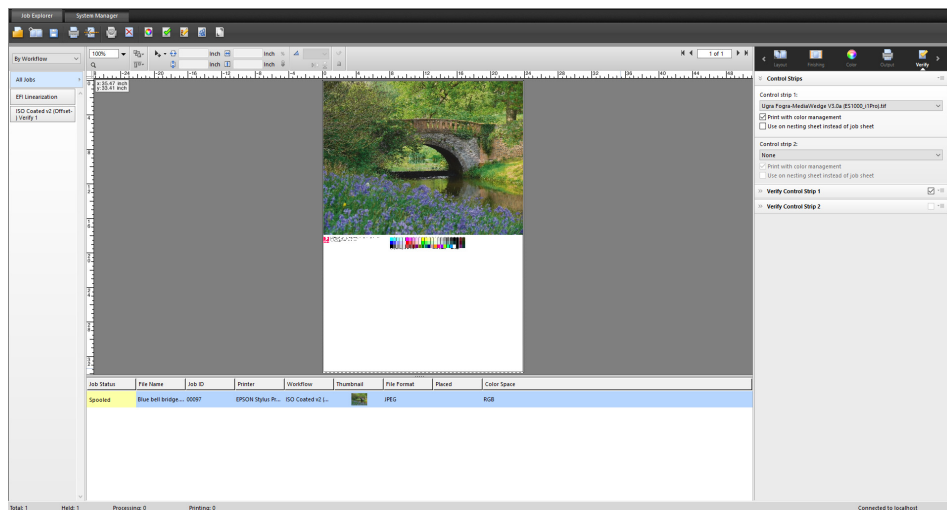 Job Explorer System Manager
By Workflow
All Jobs
EFI Linearization
ISO Coated v2 (Offset-
) Verify 1
100%
inch inch
inch inch
1 of 1
x: 35.47 inch
y: 33.41 inch
Layout Finishing Color Output Verify
Control Strips
Control strip 1:
Ugra Fogra-MediaWedge V3.0a (ES1000_i1Pro).tif
Print with color management
Use on nesting sheet instead of job sheet
Control strip 2:
None
Print with color management
Use on nesting sheet instead of job sheet
Verify Control Strip 1
Verify Control Strip 2
Job Status File Name Job ID Printer Workflow Thumbnail File Format Placed Color Space
Spooled Blue bell bridge.... 00097 EPSON Stylus Pr... ISO Coated v2 (... JPEG RGB
Total: 1 Held: 1 Processing: 0 Printing: 0 Connected to localhost